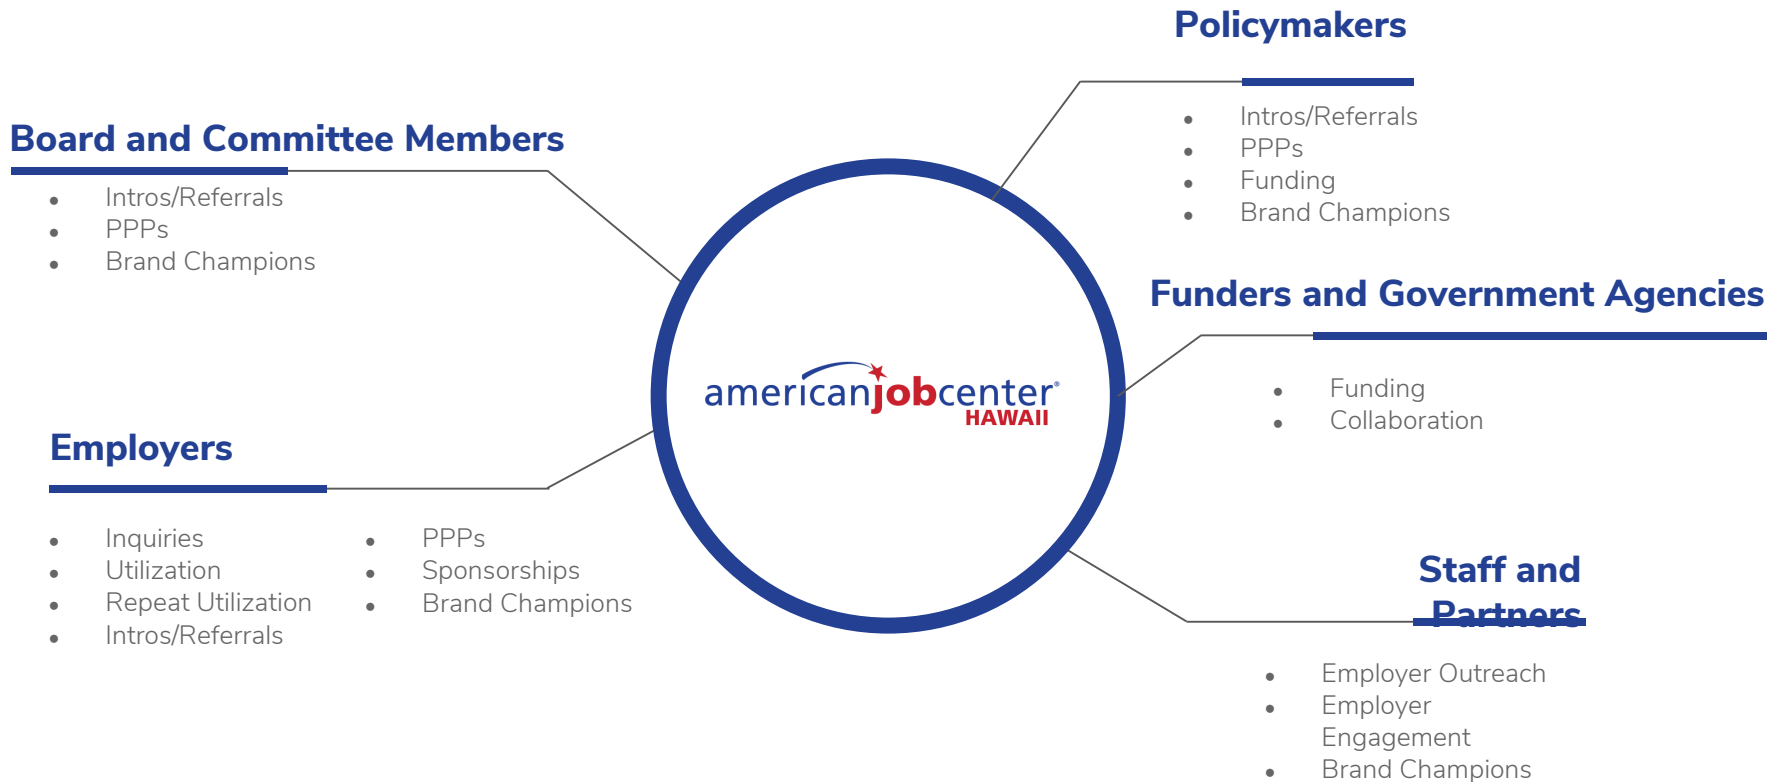 Policymakers
Intros/Referrals
PPPs
Funding
Brand Champions
Board and Committee Members
Intros/Referrals
PPPs
Brand Champions
Funders and Government Agencies
Funding
Collaboration
americanjobcenter®
HAWAII
Employers
Inquiries
Utilization
Repeat Utilization
Intros/Referrals
PPPs
Sponsorships
Brand Champions
Staff and
Partners
Employer Outreach
Employer
Engagement
Brand Champions